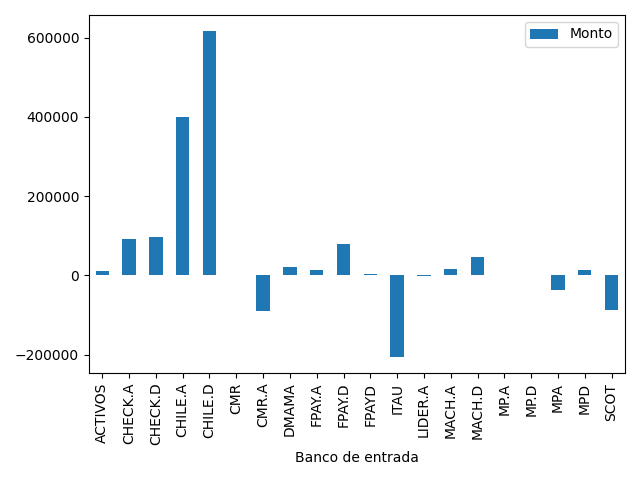 Monto
600000
400000
200000
0
−200000
ACTIVOS
CHECK.A
CHECK.D
CHILE.A
CHILE.D
CMR
CMR.A
DMAMA
FPAY.A
FPAY.D
FPAYD
ITAU
LIDER.A
MACH.A
MACH.D
MP.A
MP.D
MPA
MPD
SCOT
Banco de entrada